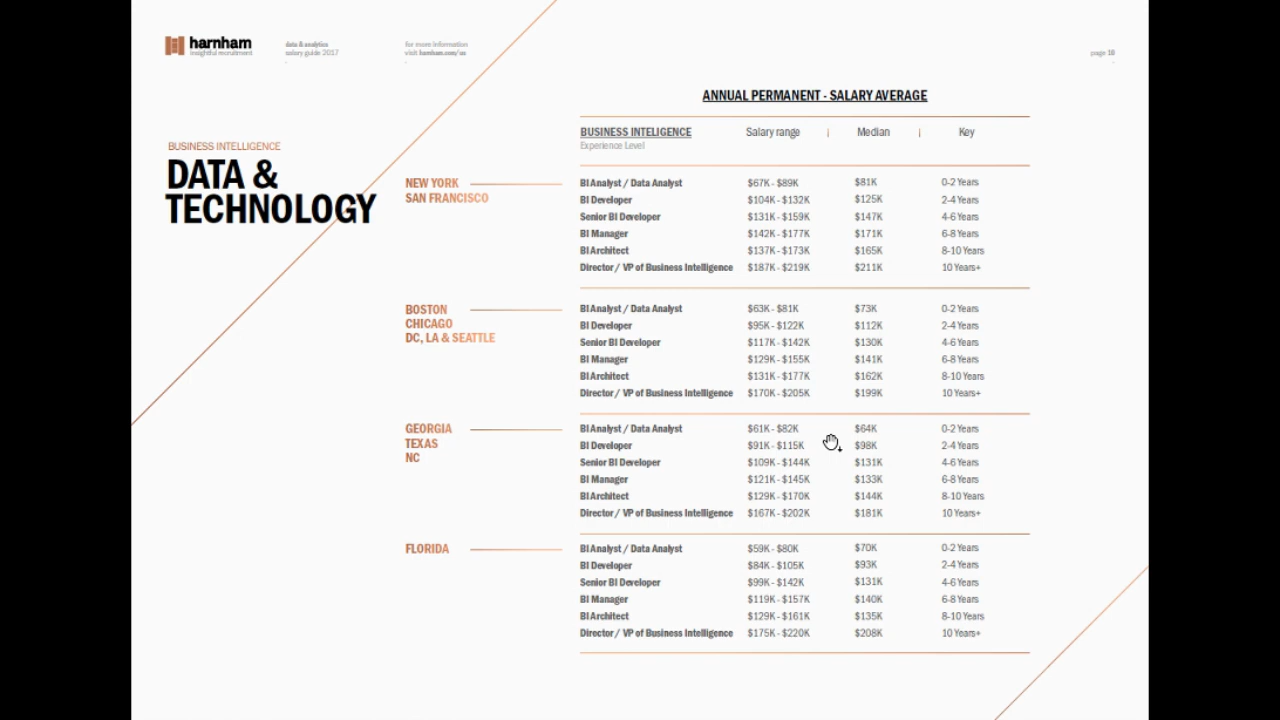 harnham
insightful recruitment
data & analytics
salary guide 2017
for more information
visit harnham.com/us
page 10
ANNUAL PERMANENT - SALARY AVERAGE
BUSINESS INTELIGENCE Salary range Median Key
Experience Level
BUSINESS INTELLIGENCE
DATA &
TECHNOLOGY
NEW YORK
SAN FRANCISCO
BI Analyst / Data Analyst $67K - $89K $81K 0-2 Years
BI Developer $104K - $132K $125K 2-4 Years
Senior BI Developer $131K - $159K $147K 4-6 Years
BI Manager $142K - $177K $171K 6-8 Years
BI Architect $137K - $173K $165K 8-10 Years
Director / VP of Business Intelligence $187K - $219K $211K 10 Years+
BOSTON
CHICAGO
DC, LA & SEATTLE
BI Analyst / Data Analyst $63K - $81K $73K 0-2 Years
BI Developer $95K - $122K $112K 2-4 Years
Senior BI Developer $117K - $142K $130K 4-6 Years
BI Manager $129K - $155K $141K 6-8 Years
BI Architect $131K - $177K $162K 8-10 Years
Director / VP of Business Intelligence $170K - $205K $199K 10 Years+
GEORGIA
TEXAS
NC
BI Analyst / Data Analyst $61K - $82K $64K 0-2 Years
BI Developer $91K - $115K $98K 2-4 Years
Senior BI Developer $109K - $144K $131K 4-6 Years
BI Manager $121K - $145K $133K 6-8 Years
BI Architect $129K - $170K $144K 8-10 Years
Director / VP of Business Intelligence $167K - $202K $181K 10 Years+
FLORIDA
BI Analyst / Data Analyst $59K - $80K $70K 0-2 Years
BI Developer $84K - $105K $93K 2-4 Years
Senior BI Developer $99K - $142K $131K 4-6 Years
BI Manager $119K - $157K $140K 6-8 Years
BI Architect $129K - $161K $135K 8-10 Years
Director / VP of Business Intelligence $175K - $220K $208K 10 Years+